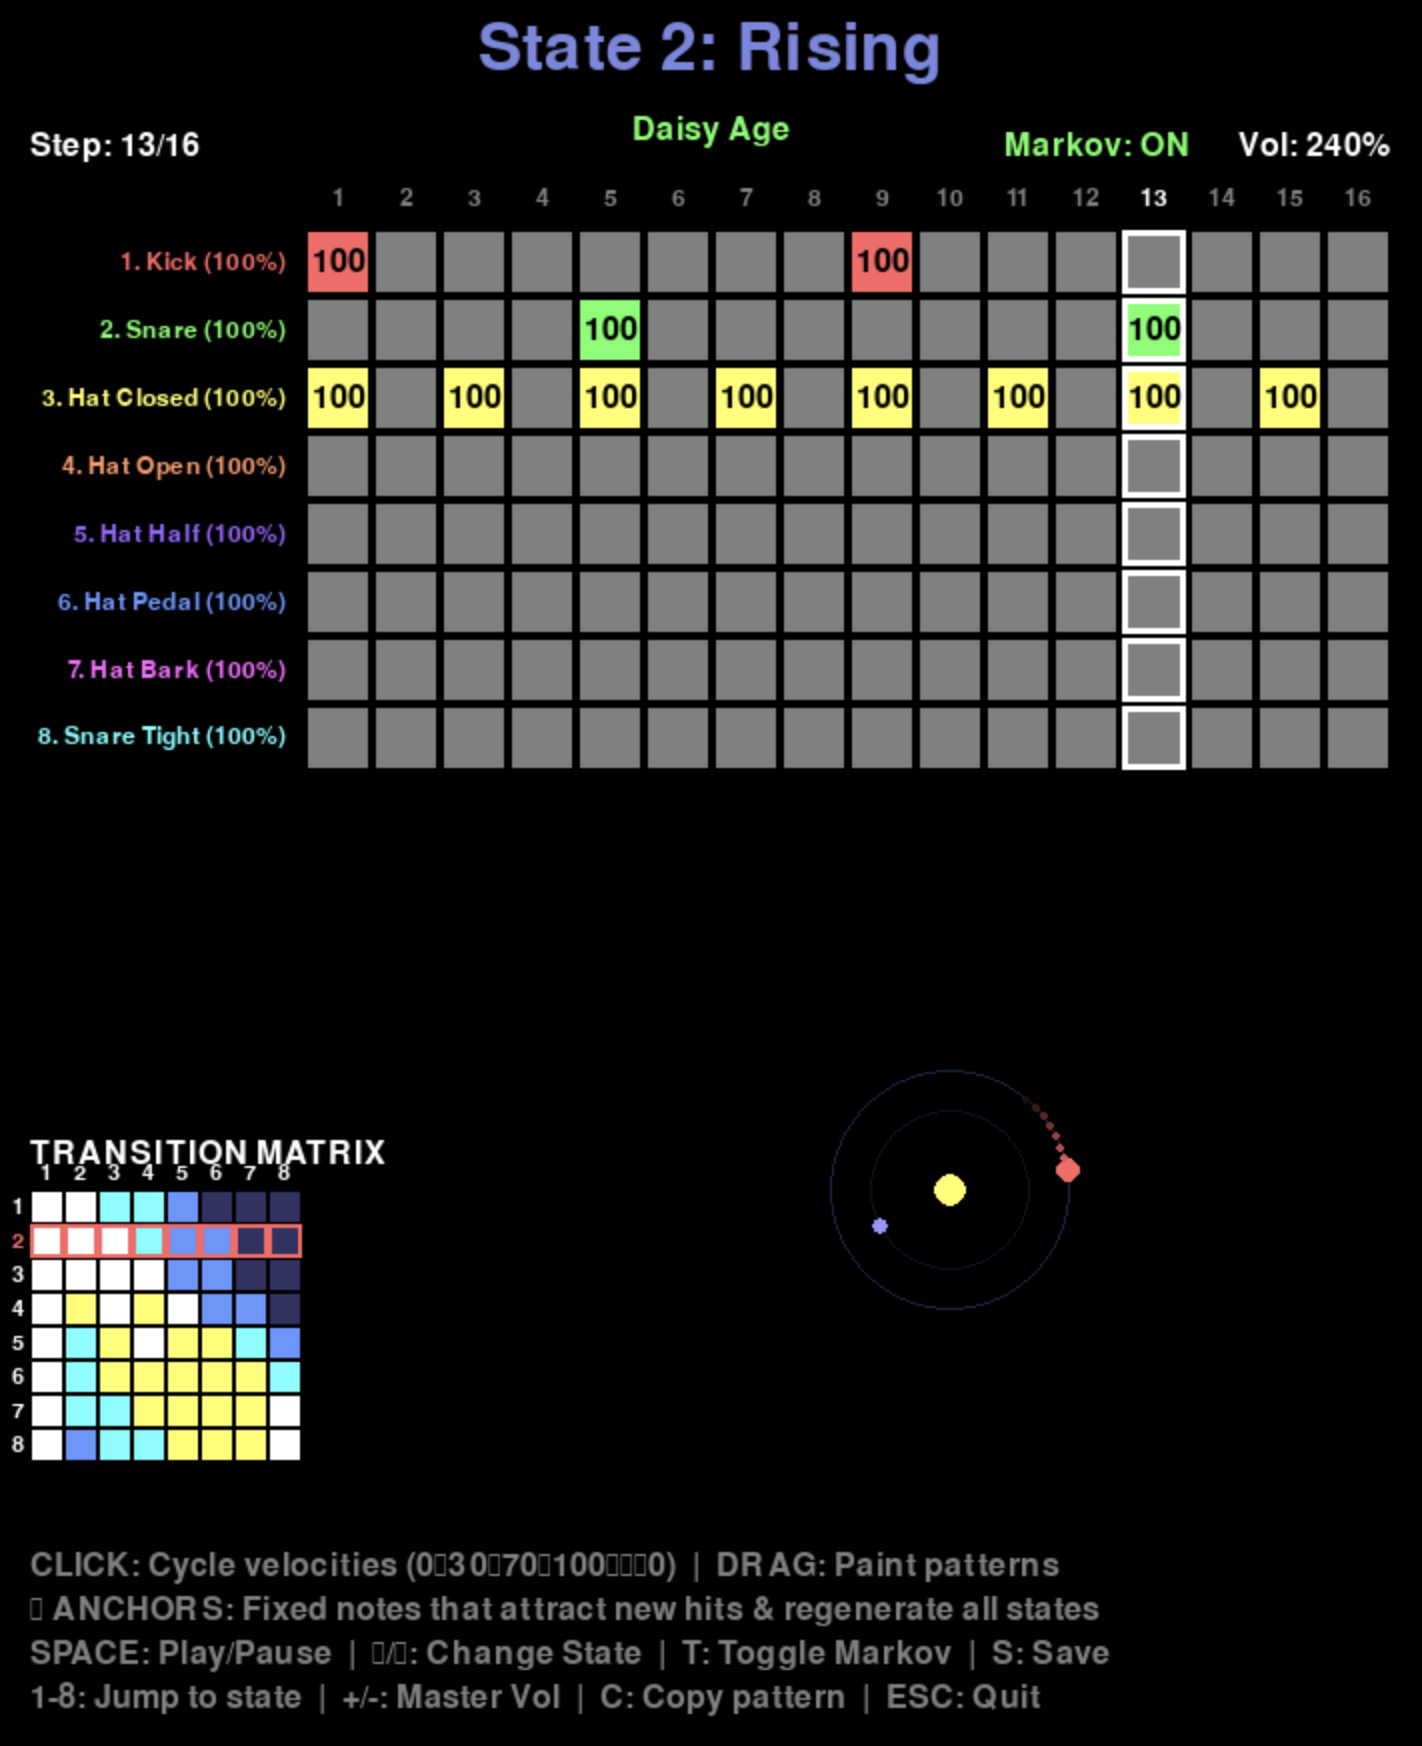 State 2: Rising
Daisy Age
Step: 13/16
Markov: ON Vol: 240%
1 2 3 4 5 6 7 8 9 10 11 12 13 14 15 16
1. Kick (100%) 100 100
2. Snare (100%) 100 100
3. Hat Closed (100%) 100 100 100 100 100 100 100 100
4. Hat Open (100%)
5. Hat Half (100%)
6. Hat Pedal (100%)
7. Hat Bark (100%)
8. Snare Tight (100%)
TRANSITION MATRIX
1 2 3 4 5 6 7 8
1
2
3
4
5
6
7
8
CLICK: Cycle velocities (0▯30▯70▯100▯▯▯0) | DRAG: Paint patterns
▯ ANCHORS: Fixed notes that attract new hits & regenerate all states
SPACE: Play/Pause | ▯/▯: Change State | T: Toggle Markov | S: Save
1-8: Jump to state | +/-: Master Vol | C: Copy pattern | ESC: Quit